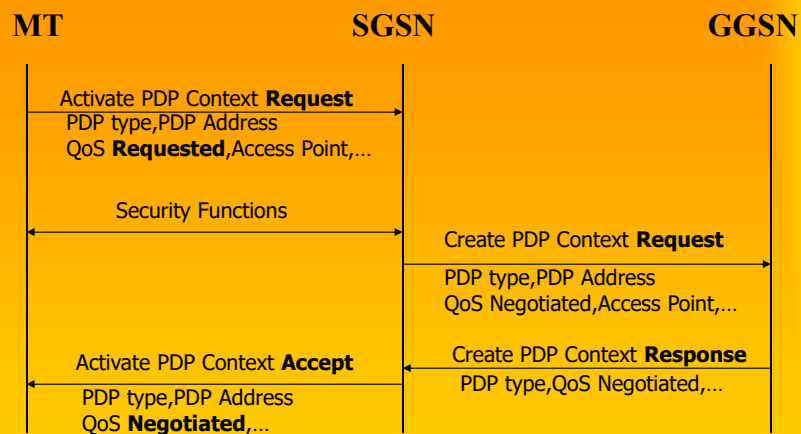 MT SGSN GGSN
Activate PDP Context Request
PDP type,PDP Address
QoS Requested,Access Point,…
Security Functions
Create PDP Context Request
PDP type,PDP Address
QoS Negotiated,Access Point,…
Create PDP Context Response
PDP type,QoS Negotiated,…
Activate PDP Context Accept
PDP type,PDP Address
QoS Negotiated,…